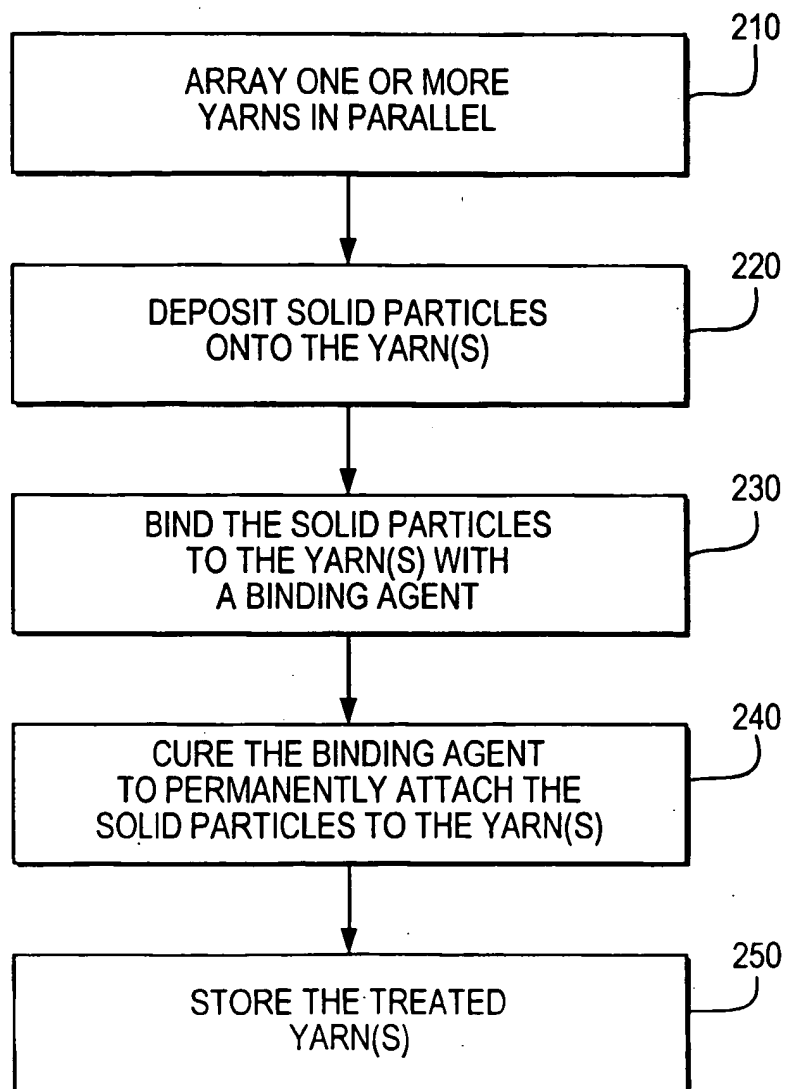 210
ARRAY ONE OR MORE
YARNS IN PARALLEL
220
DEPOSIT SOLID PARTICLES
ONTO THE YARN(S)
230
BIND THE SOLID PARTICLES
TO THE YARN(S) WITH
A BINDING AGENT
240
CURE THE BINDING AGENT
TO PERMANENTLY ATTACH THE
SOLID PARTICLES TO THE YARN(S)
250
STORE THE TREATED
YARN(S)